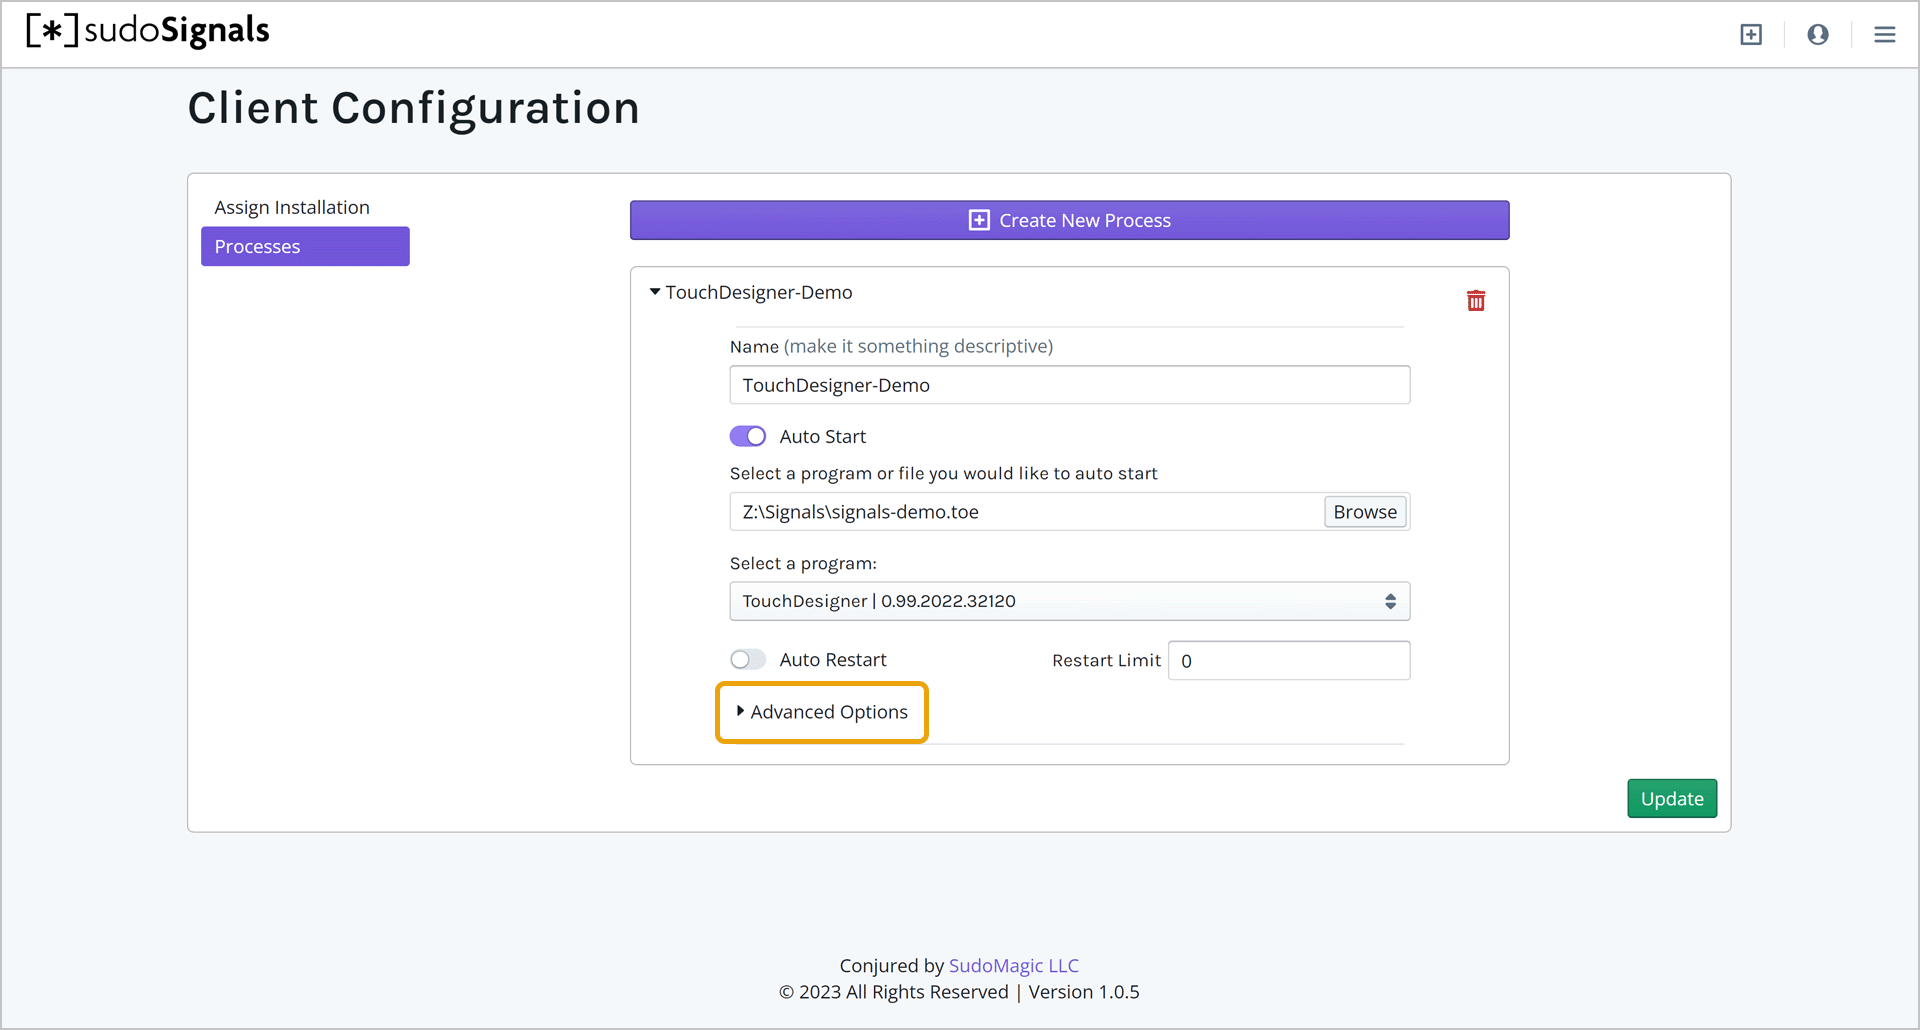 [*]sudoSignals
Client Configuration
Assign Installation
Processes
Create New Process
TouchDesigner-Demo
Name (make it something descriptive)
TouchDesigner-Demo
Auto Start
Select a program or file you would like to auto start
Z:\Signals\signals-demo.toe
Browse
Select a program:
TouchDesigner | 0.99.2022.32120
Auto Restart
Restart Limit 0
Advanced Options
Update
Conjured by SudoMagic LLC
© 2023 All Rights Reserved | Version 1.0.5